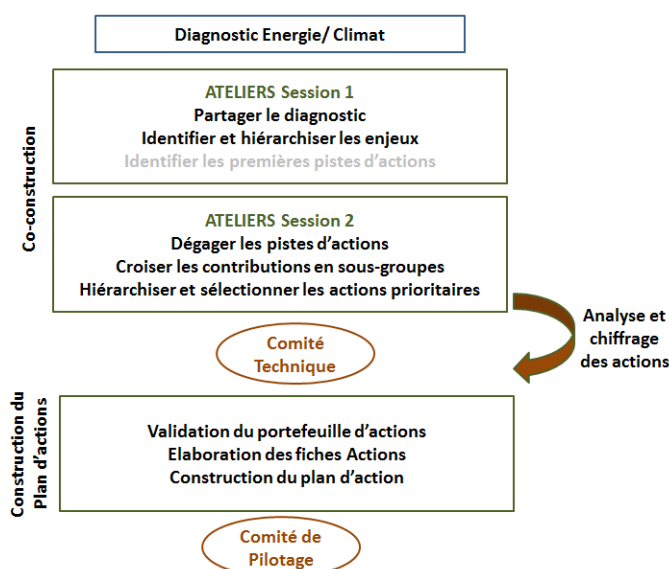 Diagnostic Energie/ Climat
Co-construction
ATELIERS Session 1
Partager le diagnostic
Identifier et hiérarchiser les enjeux
Identifier les premières pistes d'actions
ATELIERS Session 2
Dégager les pistes d'actions
Croiser les contributions en sous-groupes
Hiérarchiser et sélectionner les actions prioritaires
Analyse et
chiffrage
des actions
Comité
Technique
Construction du
Plan d'actions
Validation du portefeuille d'actions
Elaboration des fiches Actions
Construction du plan d'action
Comité de
Pilotage